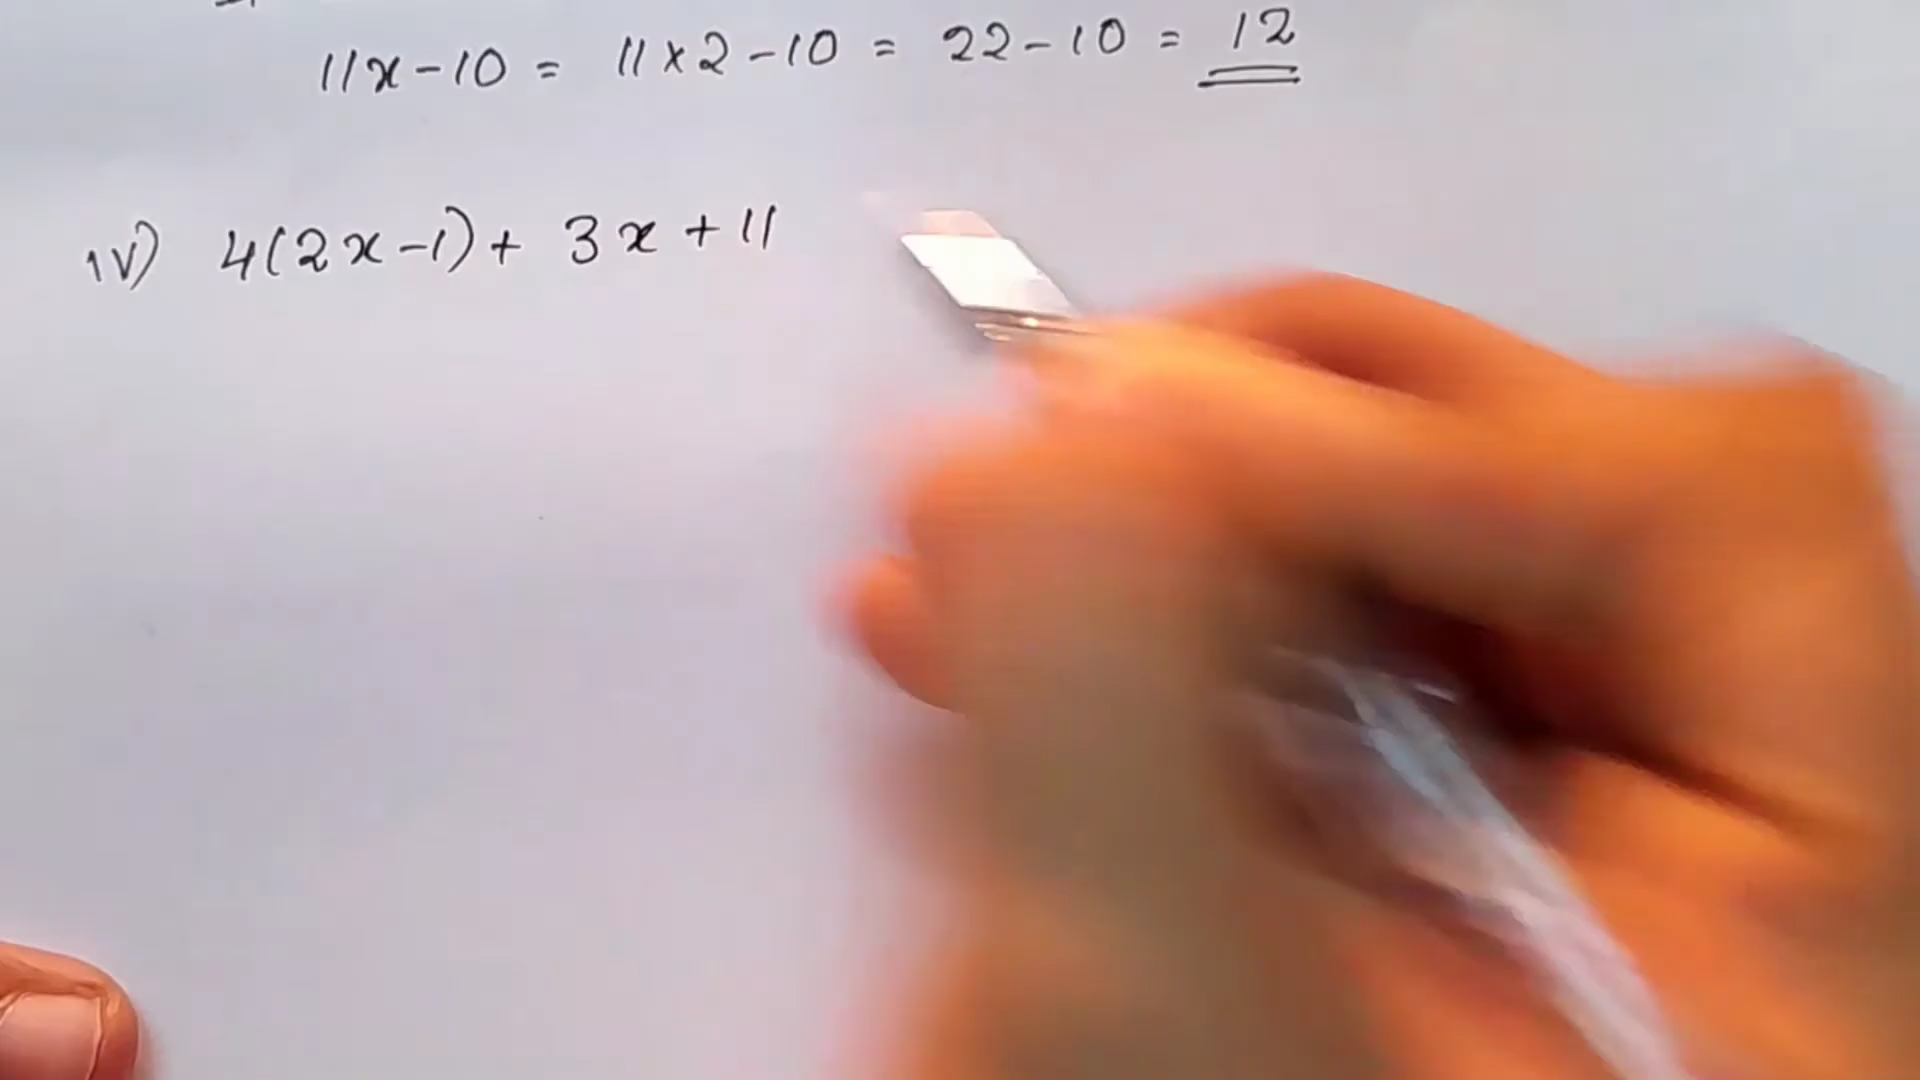 11x-10 = 11×2-10 = 22-10 = 12
iv) 4(2x-1)+ 3x+11